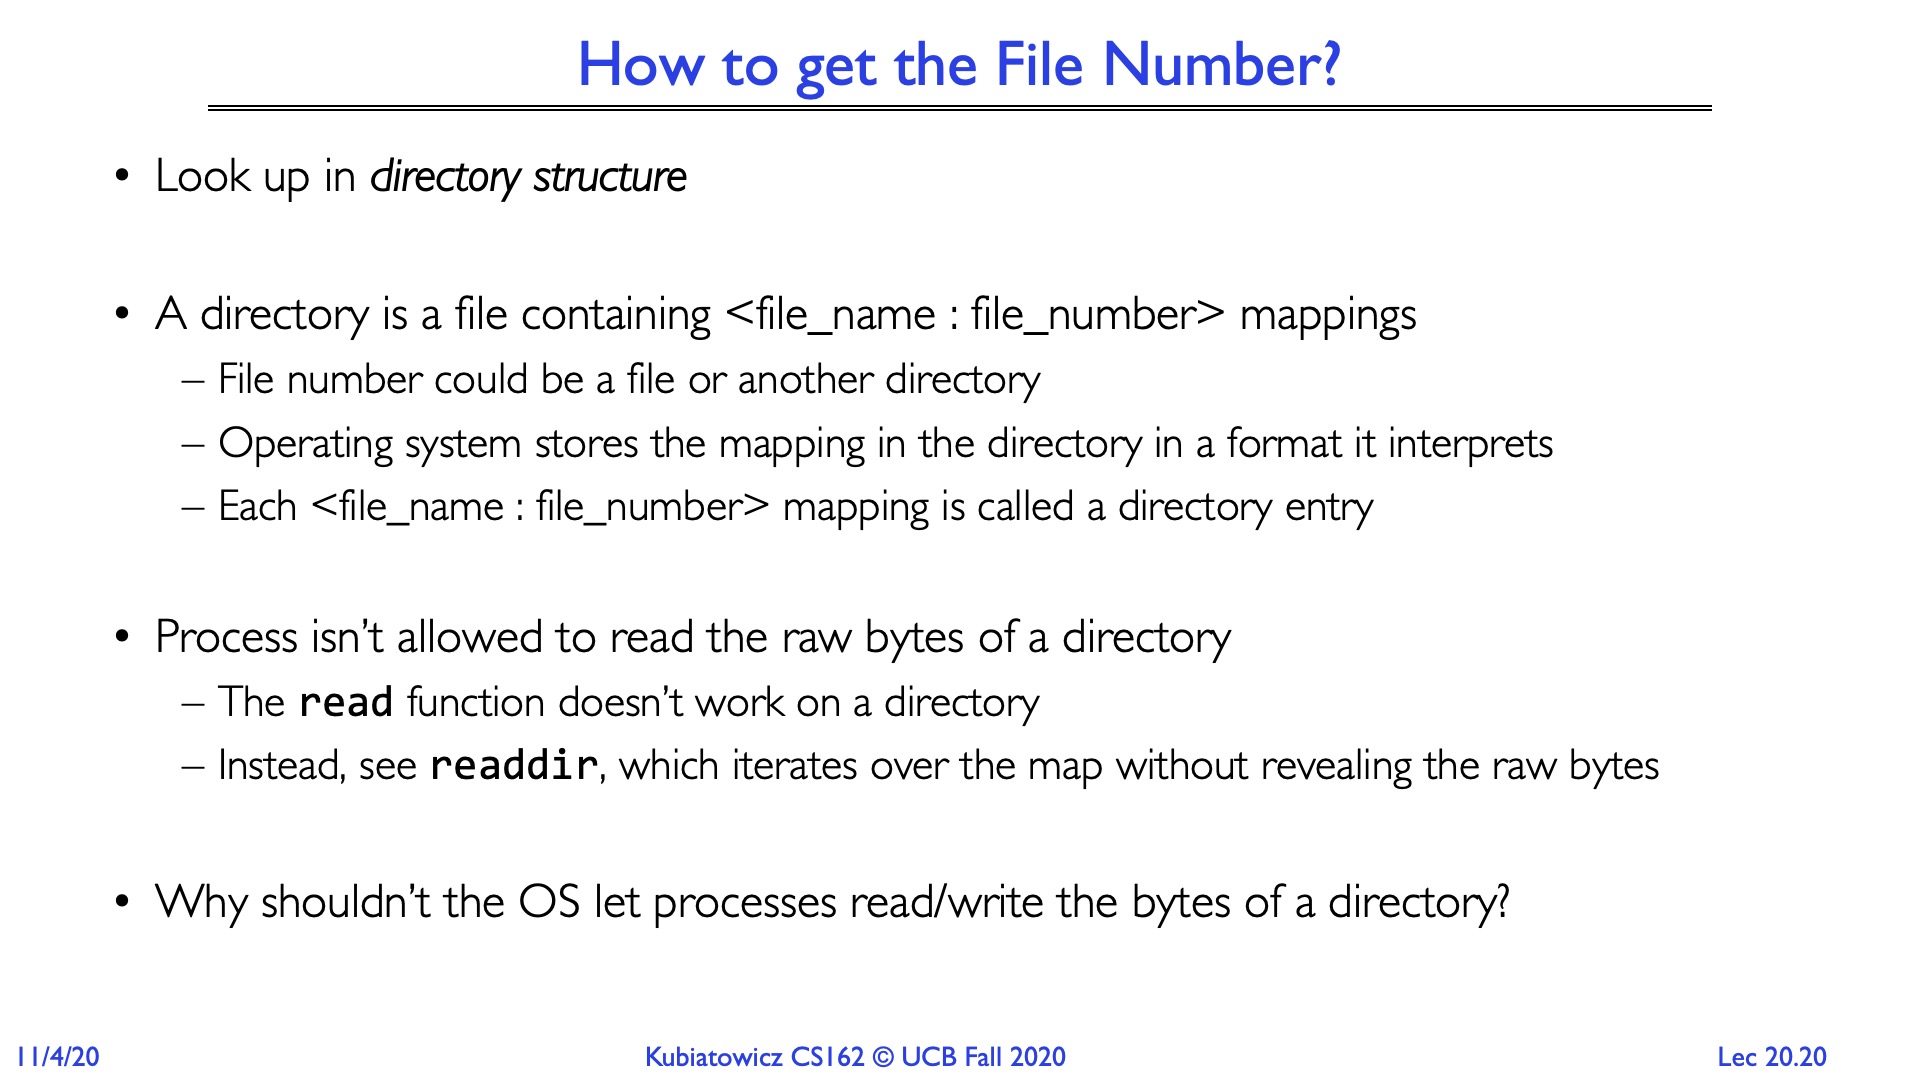 How to get the File Number?
• Look up in directory structure
• A directory is a file containing <file_name : file_number> mappings
– File number could be a file or another directory
– Operating system stores the mapping in the directory in a format it interprets
– Each <file_name : file_number> mapping is called a directory entry
• Process isn’t allowed to read the raw bytes of a directory
– The read function doesn’t work on a directory
– Instead, see readdir, which iterates over the map without revealing the raw bytes
• Why shouldn’t the OS let processes read/write the bytes of a directory?
11/4/20
Kubiatowicz CS162 © UCB Fall 2020
Lec 20.20